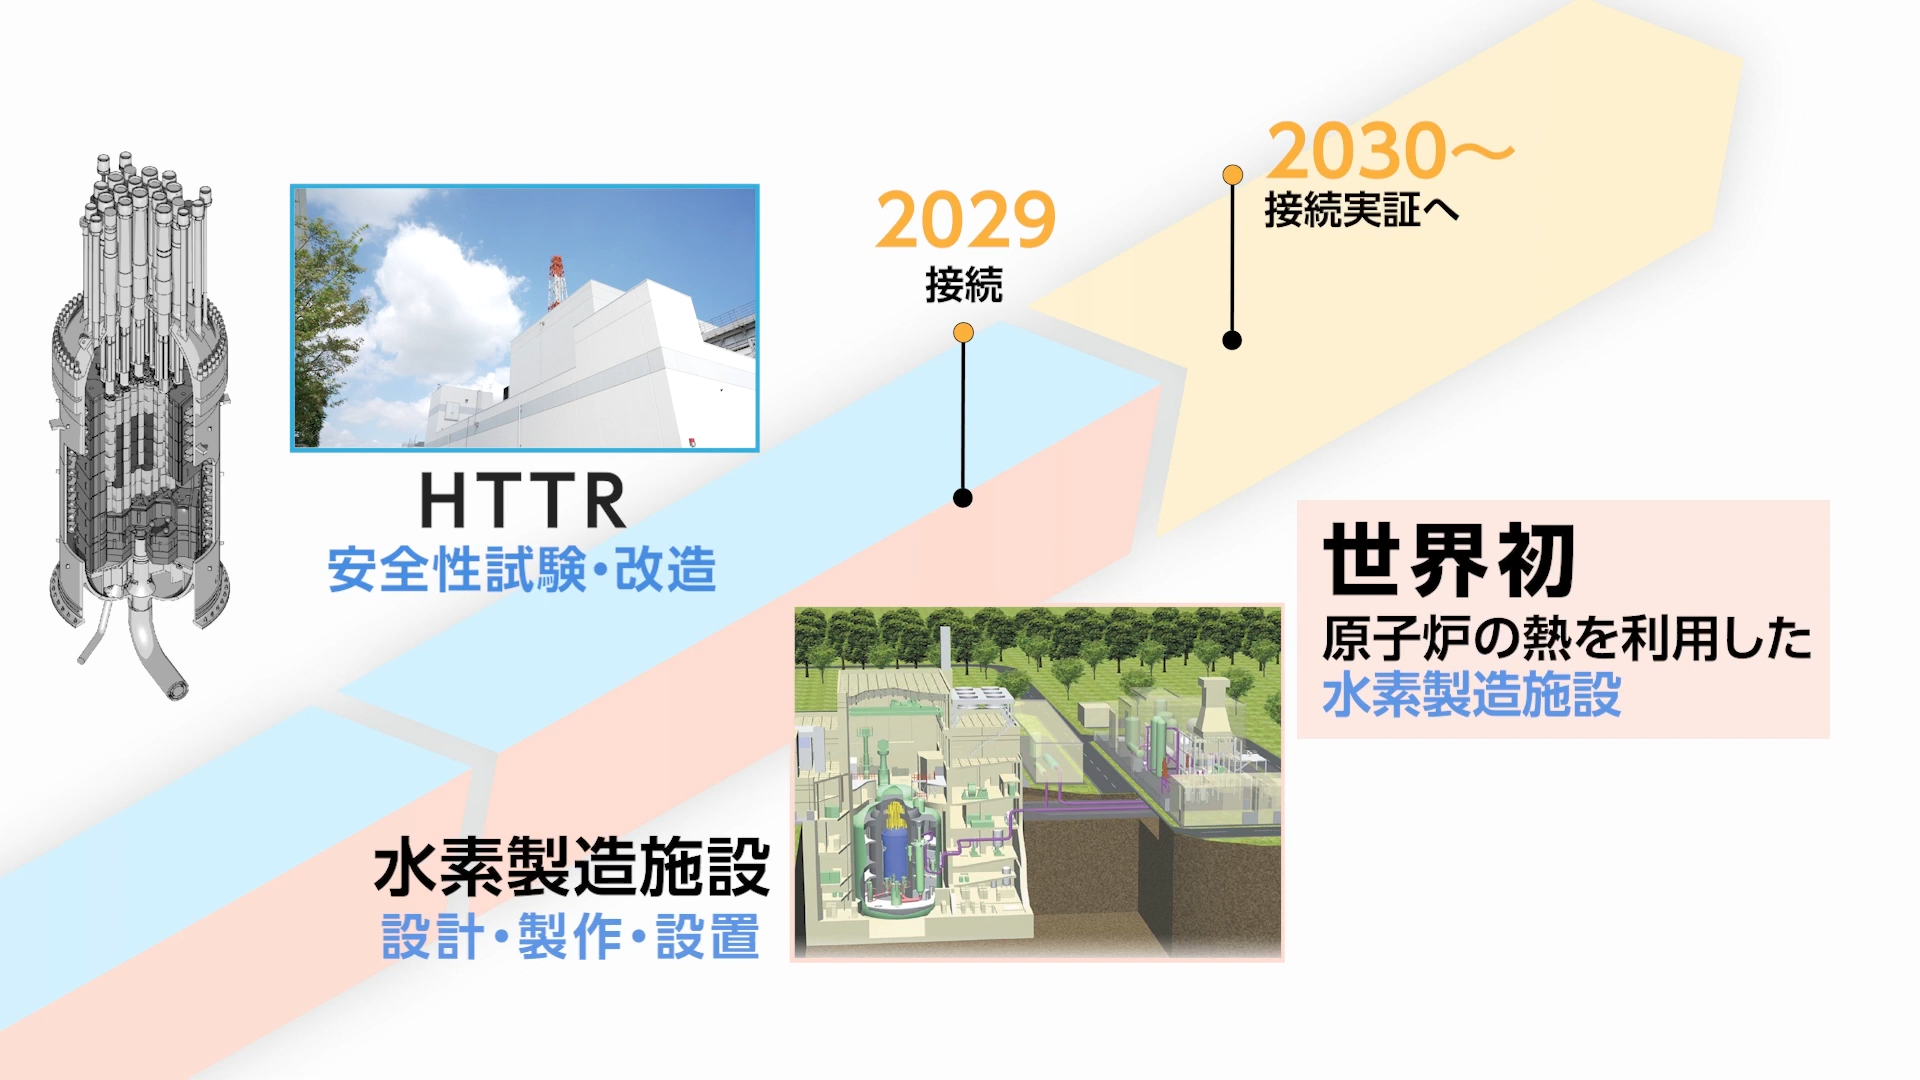 2030～
接続実証へ
2029
接続
HTTR
安全性試験・改造
世界初
原子炉の熱を利用した
水素製造施設
水素製造施設
設計・製作・設置